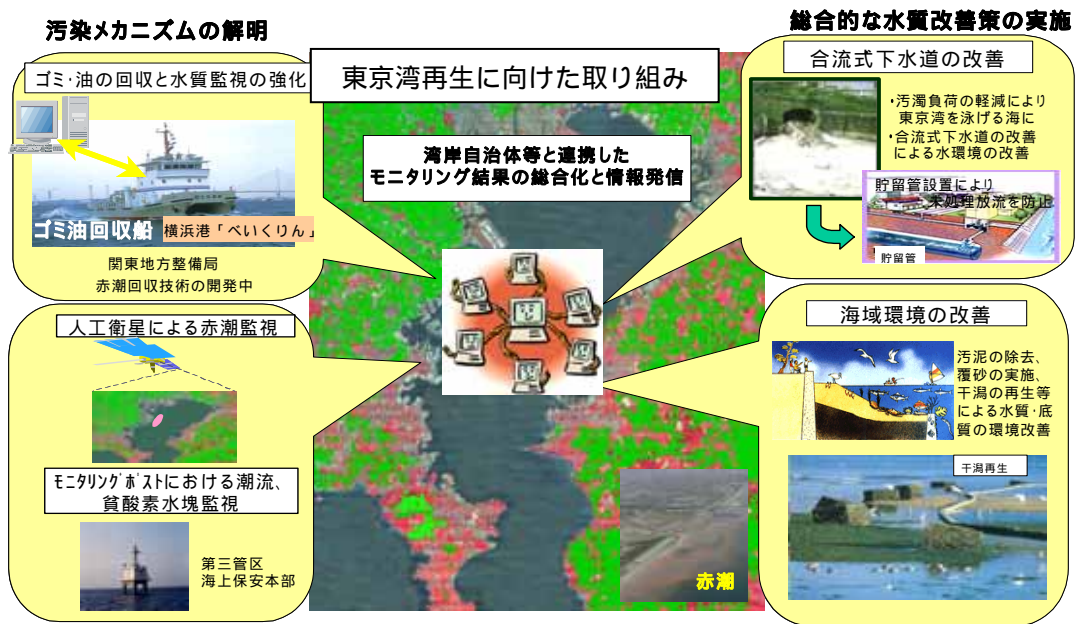 汚染メカニズムの解明
総合的な水質改善策の実施
東京湾再生に向けた取り組み
湾岸自治体等と連携した
モニタリング結果の総合化と情報発信
ゴミ・油の回収と水質監視の強化
ゴミ油回収船
横浜港「べいくりん」
関東地方整備局
赤潮回収技術の開発中
人工衛星による赤潮監視
モニタリングポストにおける潮流、
貧酸素水塊監視
第三管区
海上保安本部
合流式下水道の改善
・汚濁負荷の軽減により
東京湾を泳げる海に
・合流式下水道の改善
による水環境の改善
貯留管設置により
未処理放流を防止
貯留管
海域環境の改善
汚泥の除去、
覆砂の実施、
干潟の再生等
による水質・底
質の環境改善
干潟再生
赤潮